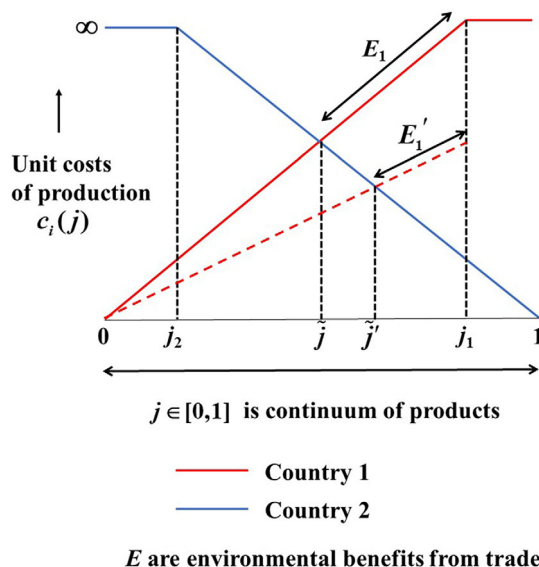 ∞
E₁
E₁′
Unit costs
of production
cᵢ(j)
0 j₂ j̃ j̃′ j₁ 1
j ∈ [0,1] is continuum of products
Country 1
Country 2
E are environmental benefits from trade